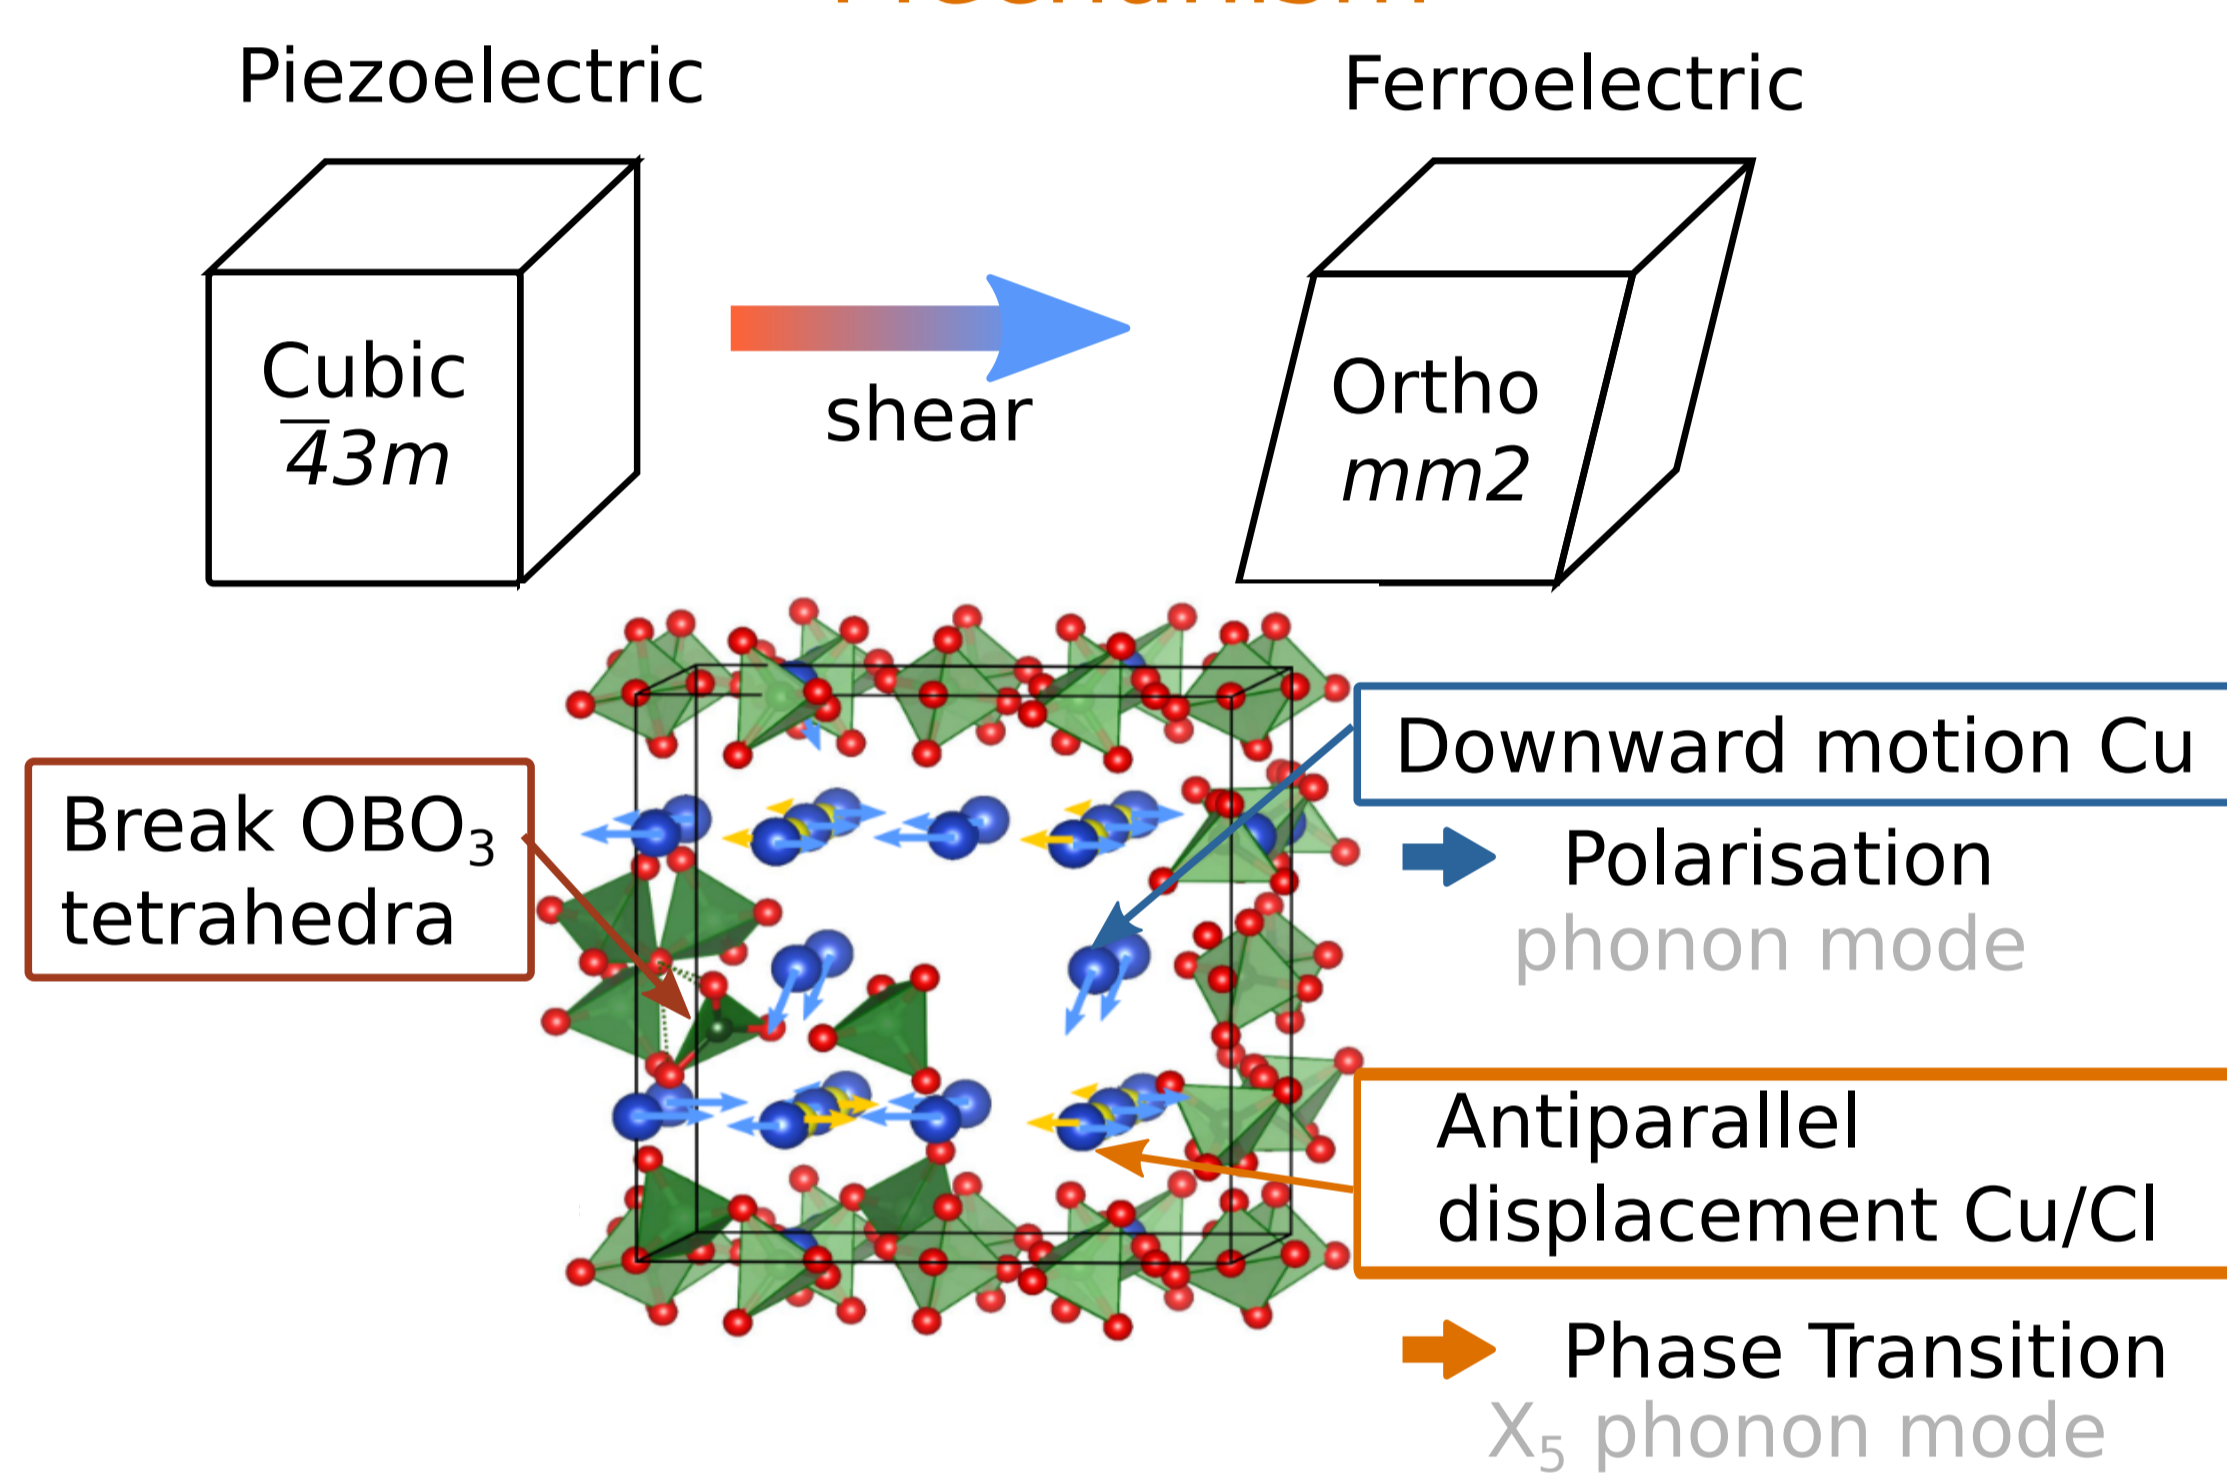 Piezoelectric
Ferroelectric
Cubic
4̅3m
shear
Ortho
mm2
Break OBO₃
tetrahedra
Downward motion Cu
Polarisation
phonon mode
Antiparallel
displacement Cu/Cl
Phase Transition
X₅ phonon mode